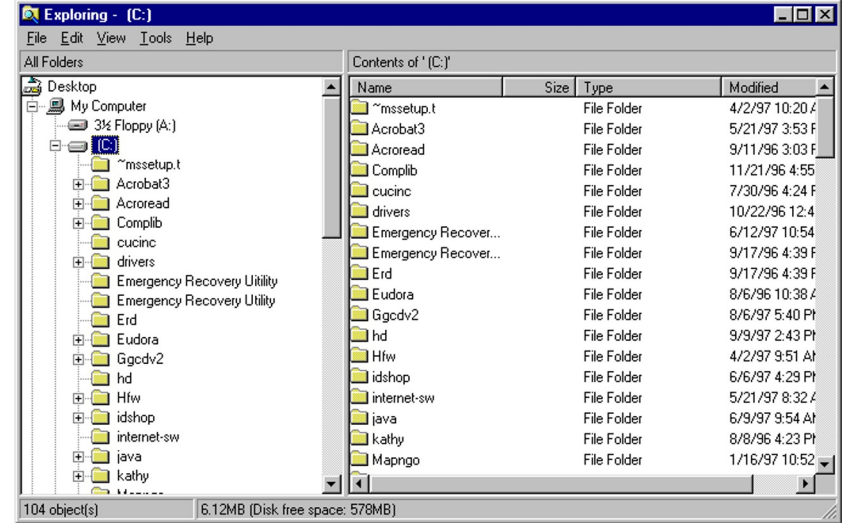 Exploring - (C:)
File Edit View Tools Help
All Folders
Contents of ' (C:)'
Desktop
My Computer
3½ Floppy (A:)
(C:)
~mssetup.t
Acrobat3
Acroread
Complib
cucinc
drivers
Emergency Recovery Uitility
Emergency Recovery Utility
Erd
Eudora
Ggcdv2
hd
Hfw
idshop
internet-sw
java
kathy
Name Size Type Modified
~mssetup.t File Folder 4/2/97 10:20
Acrobat3 File Folder 5/21/97 3:53
Acroread File Folder 9/11/96 3:03
Complib File Folder 11/21/96 4:55
cucinc File Folder 7/30/96 4:24
drivers File Folder 10/22/96 12:4
Emergency Recover... File Folder 6/12/97 10:54
Emergency Recover... File Folder 9/17/96 4:39
Erd File Folder 9/17/96 4:39
Eudora File Folder 8/6/96 10:38
Ggcdv2 File Folder 8/6/97 5:40
hd File Folder 9/9/97 2:43
Hfw File Folder 4/2/97 9:51
idshop File Folder 6/6/97 4:29
internet-sw File Folder 5/21/97 8:32
java File Folder 6/9/97 9:54
kathy File Folder 8/8/96 4:23
Mapngo File Folder 1/16/97 10:52
104 object(s) 6.12MB (Disk free space: 578MB)